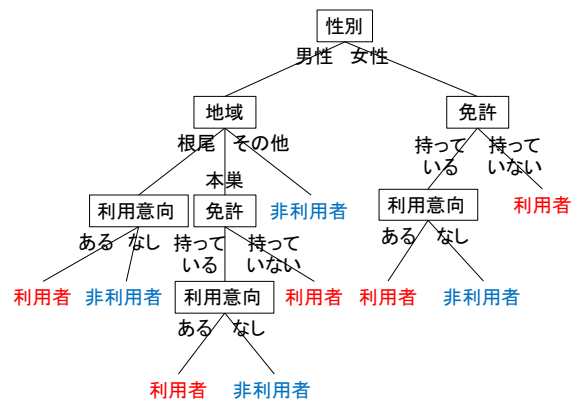 性別
男性 女性
地域 免許
根尾 その他
本巣
持って
いる
持って
いない
利用意向 免許 非利用者
利用意向 利用者
ある なし
持って
いる
持って
いない
ある なし
利用者 非利用者 利用意向 利用者 利用者 非利用者
ある なし
利用者 非利用者